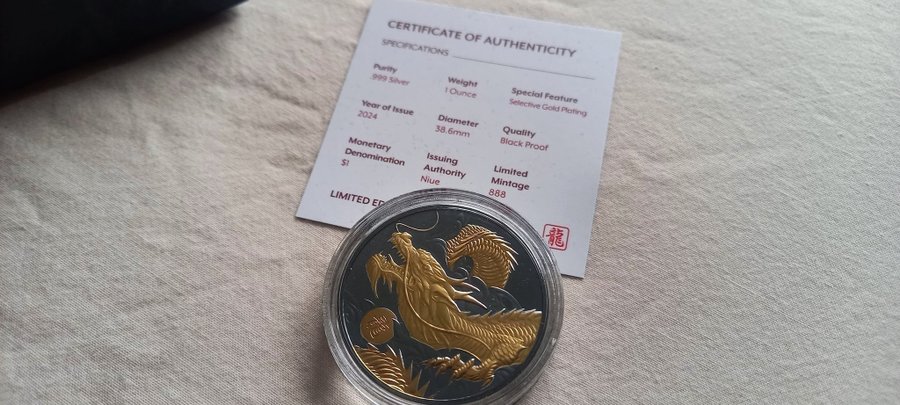 CERTIFICATE OF AUTHENTICITY
SPECIFICATIONS
Purity
.999 Silver
Weight
1 Ounce
Special Feature
Selective Gold Plating
Year of Issue
2024
Diameter
38.6mm
Quality
Black Proof
Monetary
Denomination
$1
Issuing
Authority
Niue
Limited
Mintage
888
LIMITED